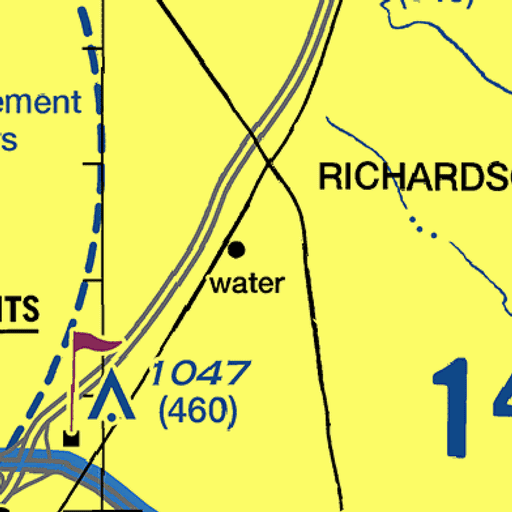 ement
s
RICHARDS
water
ITS
1047
(460)
14